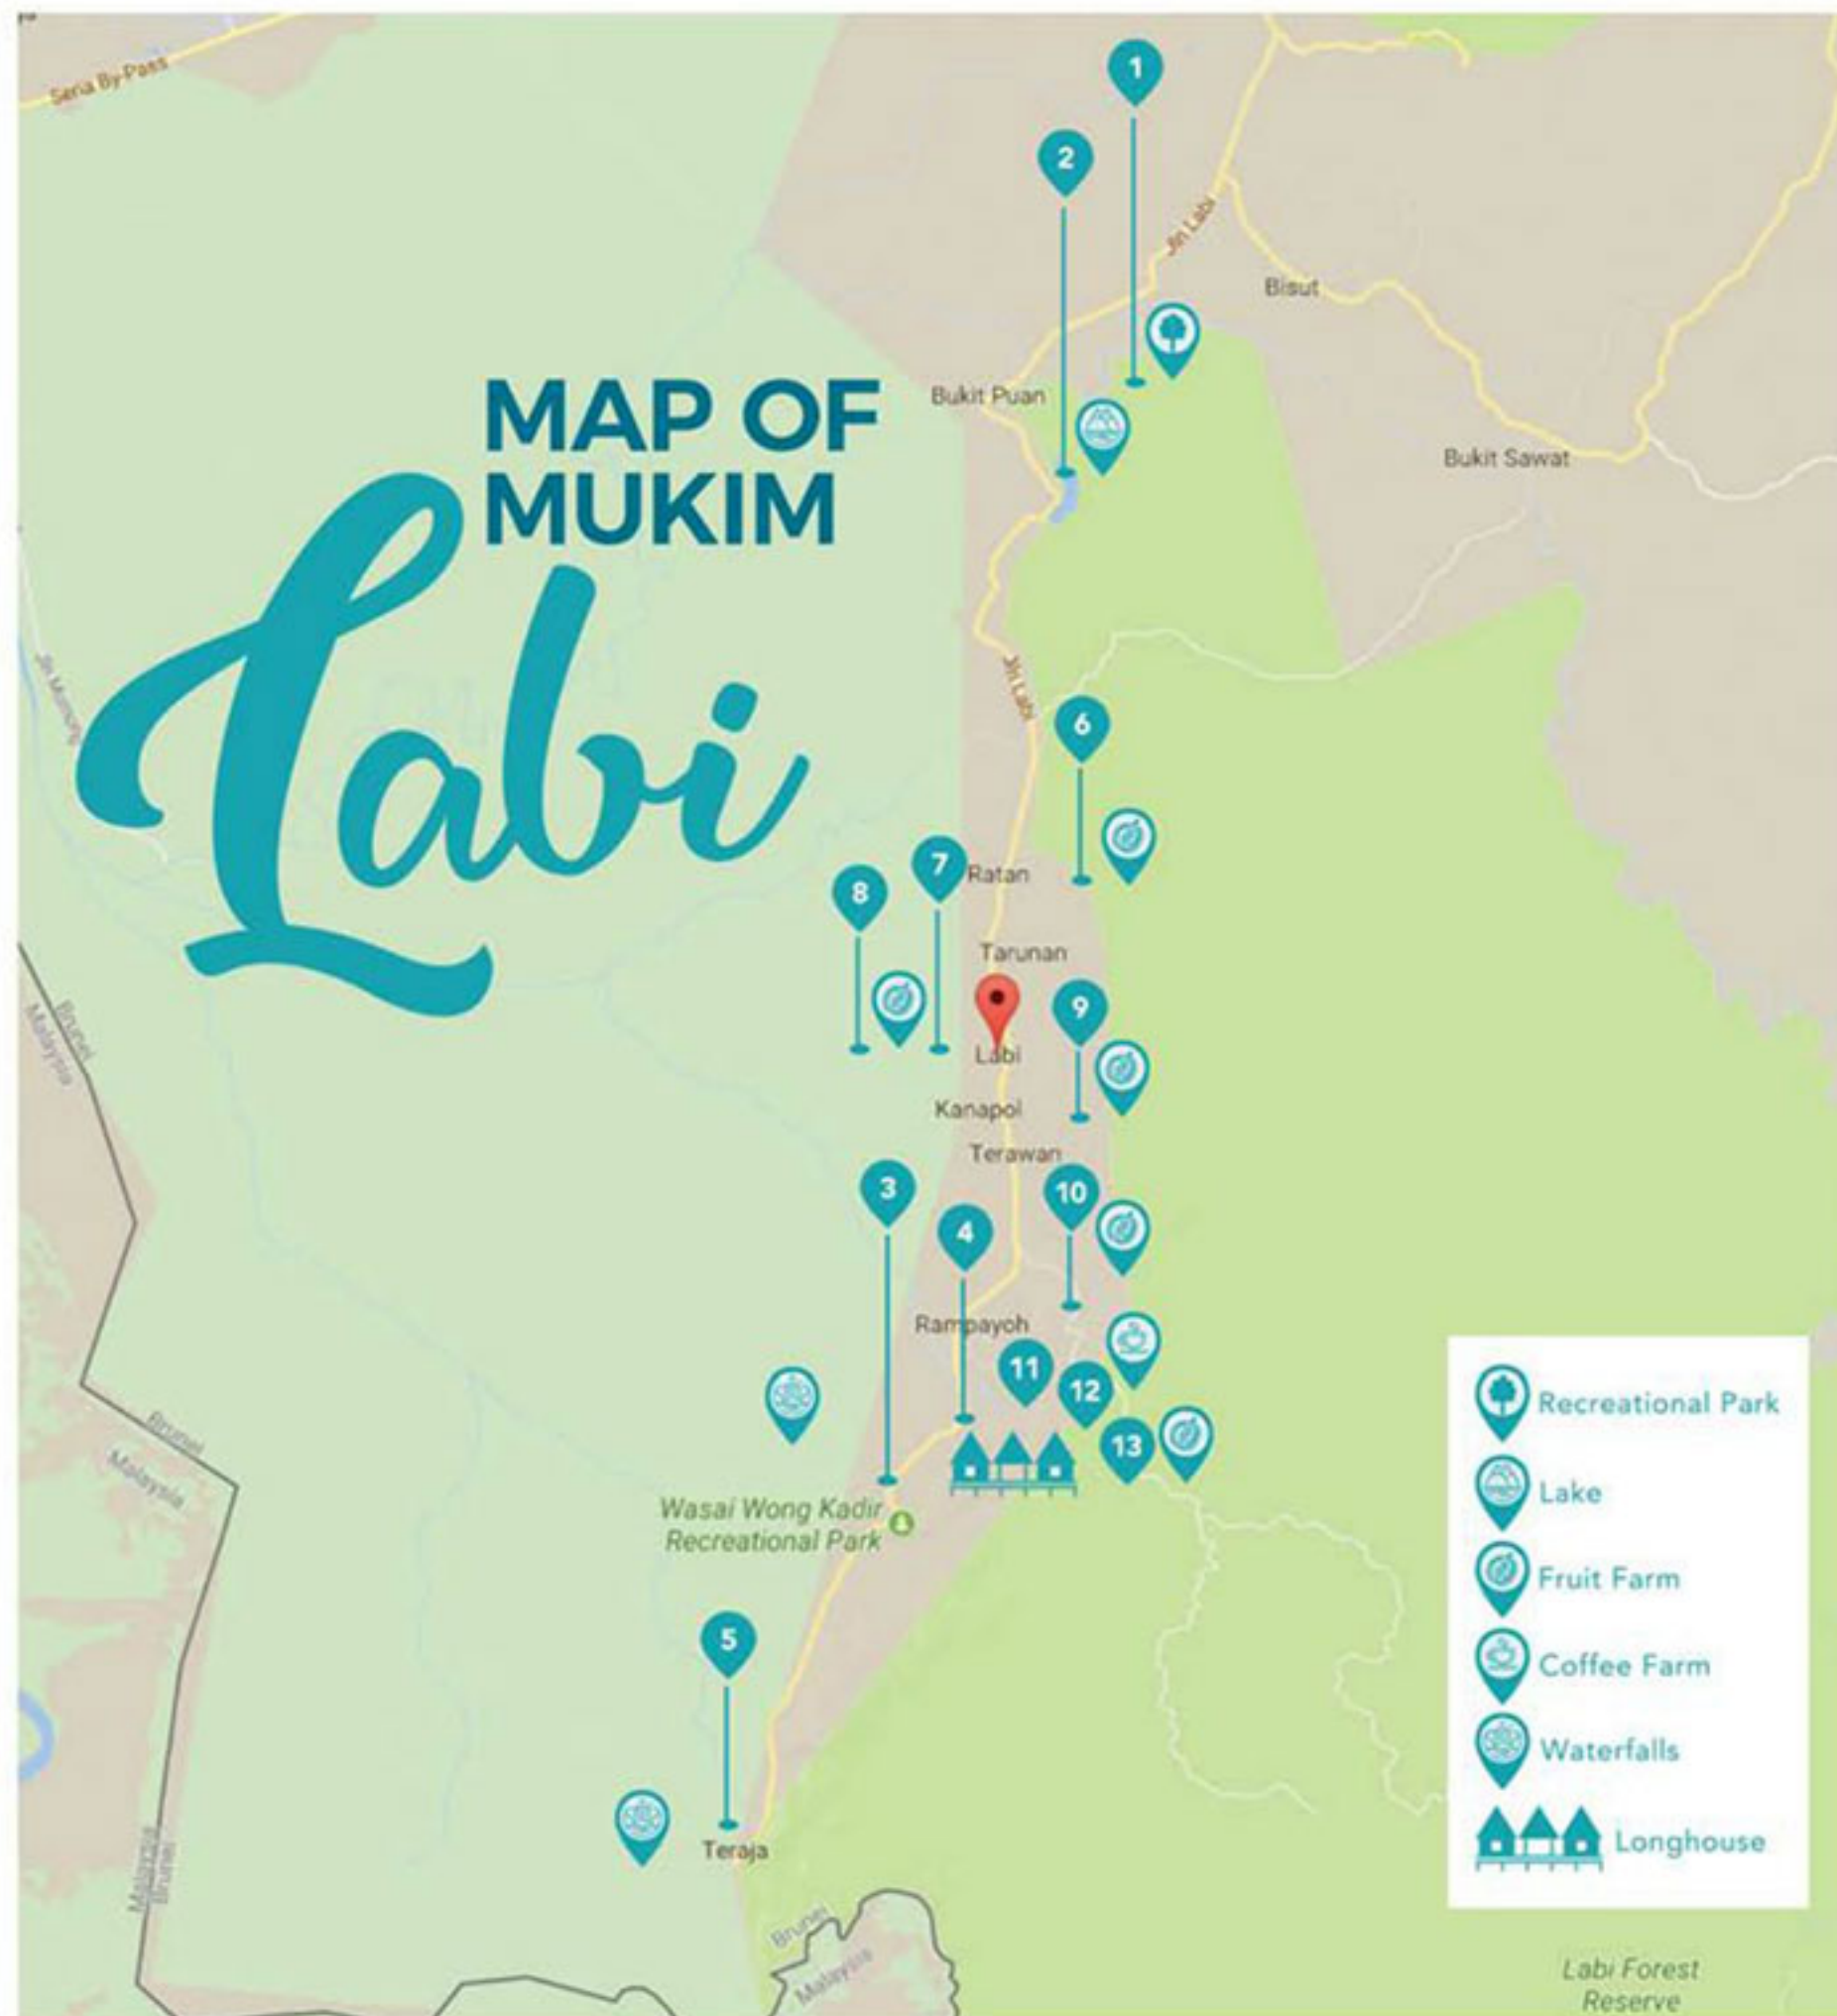 Seria By-Pass
1
2
Jln Labi
Bisut
MAP OF
MUKIM
Labi
Bukit Puan
Bukit Sawat
Jln Labi
6
7
Ratan
8
Tarunan
9
Labi
Brunei
Malaysia
Kanapol
Terawan
3
10
4
Rampayoh
11
12
13
Brunei
Malaysia
Wasai Wong Kadir
Recreational Park
5
Teraja
Malaysia
Brunei
Brunei
Malaysia
Recreational Park
Lake
Fruit Farm
Coffee Farm
Waterfalls
Longhouse
Labi Forest
Reserve